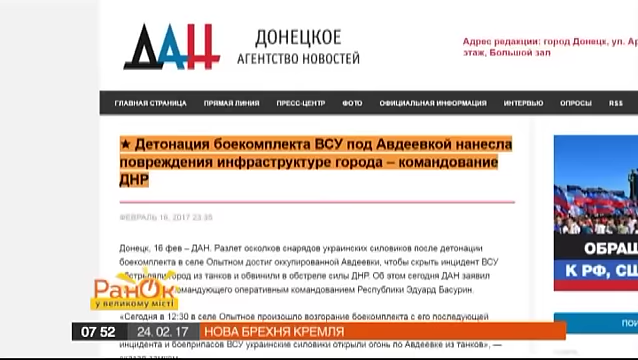 ДАН
ДОНЕЦКОЕ
АГЕНТСТВО НОВОСТЕЙ
Адрес редакции: город Донецк, ул. Ар
этаж, Большой зал
ГЛАВНАЯ СТРАНИЦА ПРЯМАЯ ЛИНИЯ ПРЕСС-ЦЕНТР ФОТО ОФИЦИАЛЬНАЯ ИНФОРМАЦИЯ ИНТЕРВЬЮ ОПРОСЫ RSS
★ Детонация боекомплекта ВСУ под Авдеевкой нанесла
повреждения инфраструктуре города – командование
ДНР
ФЕВРАЛЬ 16, 2017 23:35
Донецк, 16 фев – ДАН. Разлет осколков снарядов украинских силовиков после детонации
боекомплекта в селе Опытном достиг оккупированной Авдеевки, чтобы скрыть инцидент ВСУ
город из танков и обвинили в обстреле силы ДНР. Об этом сегодня ДАН заявил
командующего оперативным командованием Республики Эдуард Басурин.
«Сегодня в 12:30 в селе Опытное произошло возгорание боекомплекта с его последующей
инцидента и боеприпасов ВСУ украинские силовики открыли огонь по Авдеевке из танков», —
ОБРАЩ
К РФ, СШ
ПОИ
РанОк
у великому місті
07 52 24.02.17 НОВА БРЕХНЯ КРЕМЛЯ